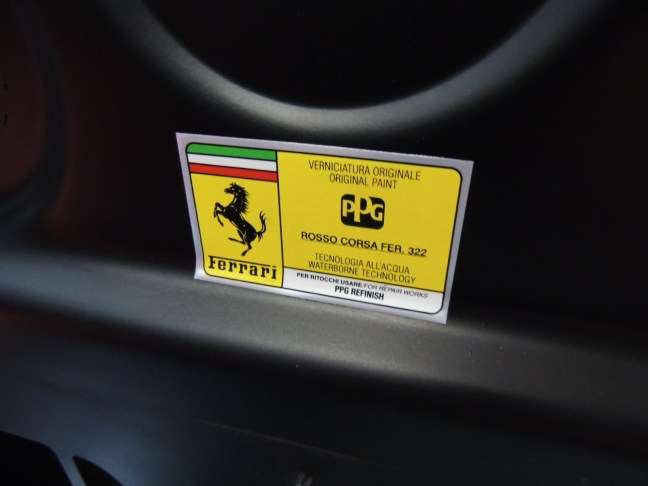 VERNICIATURA ORIGINALE
ORIGINAL PAINT
PPG
ROSSO CORSA FER. 322
TECNOLOGIA ALL'ACQUA
WATERBORNE TECHNOLOGY
Ferrari
PER RITOCCHI USARE/FOR REPAIR WORKS
PPG REFINISH